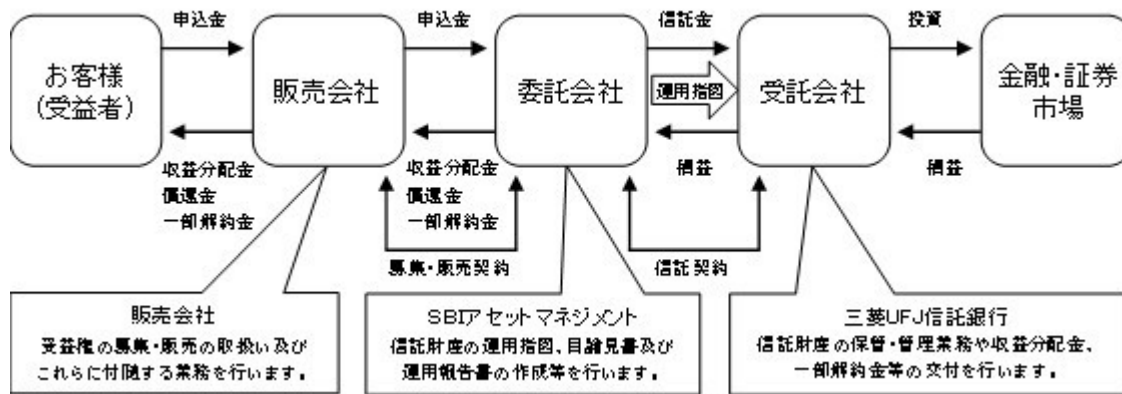 申込金
申込金
信託金
投資
お客様
(受益者)
販売会社
委託会社
運用指図
受託会社
金融・証券
市場
収益分配金
償還金
一部解約金
収益分配金
償還金
一部解約金
損益
損益
募集・販売契約
信託契約
販売会社
受益権の募集・販売の取扱い及び
これらに付随する業務を行います。
SBIアセットマネジメント
信託財産の運用指図、目論見書及び
運用報告書の作成等を行います。
三菱UFJ信託銀行
信託財産の保管・管理業務や収益分配金、
一部解約金等の交付を行います。